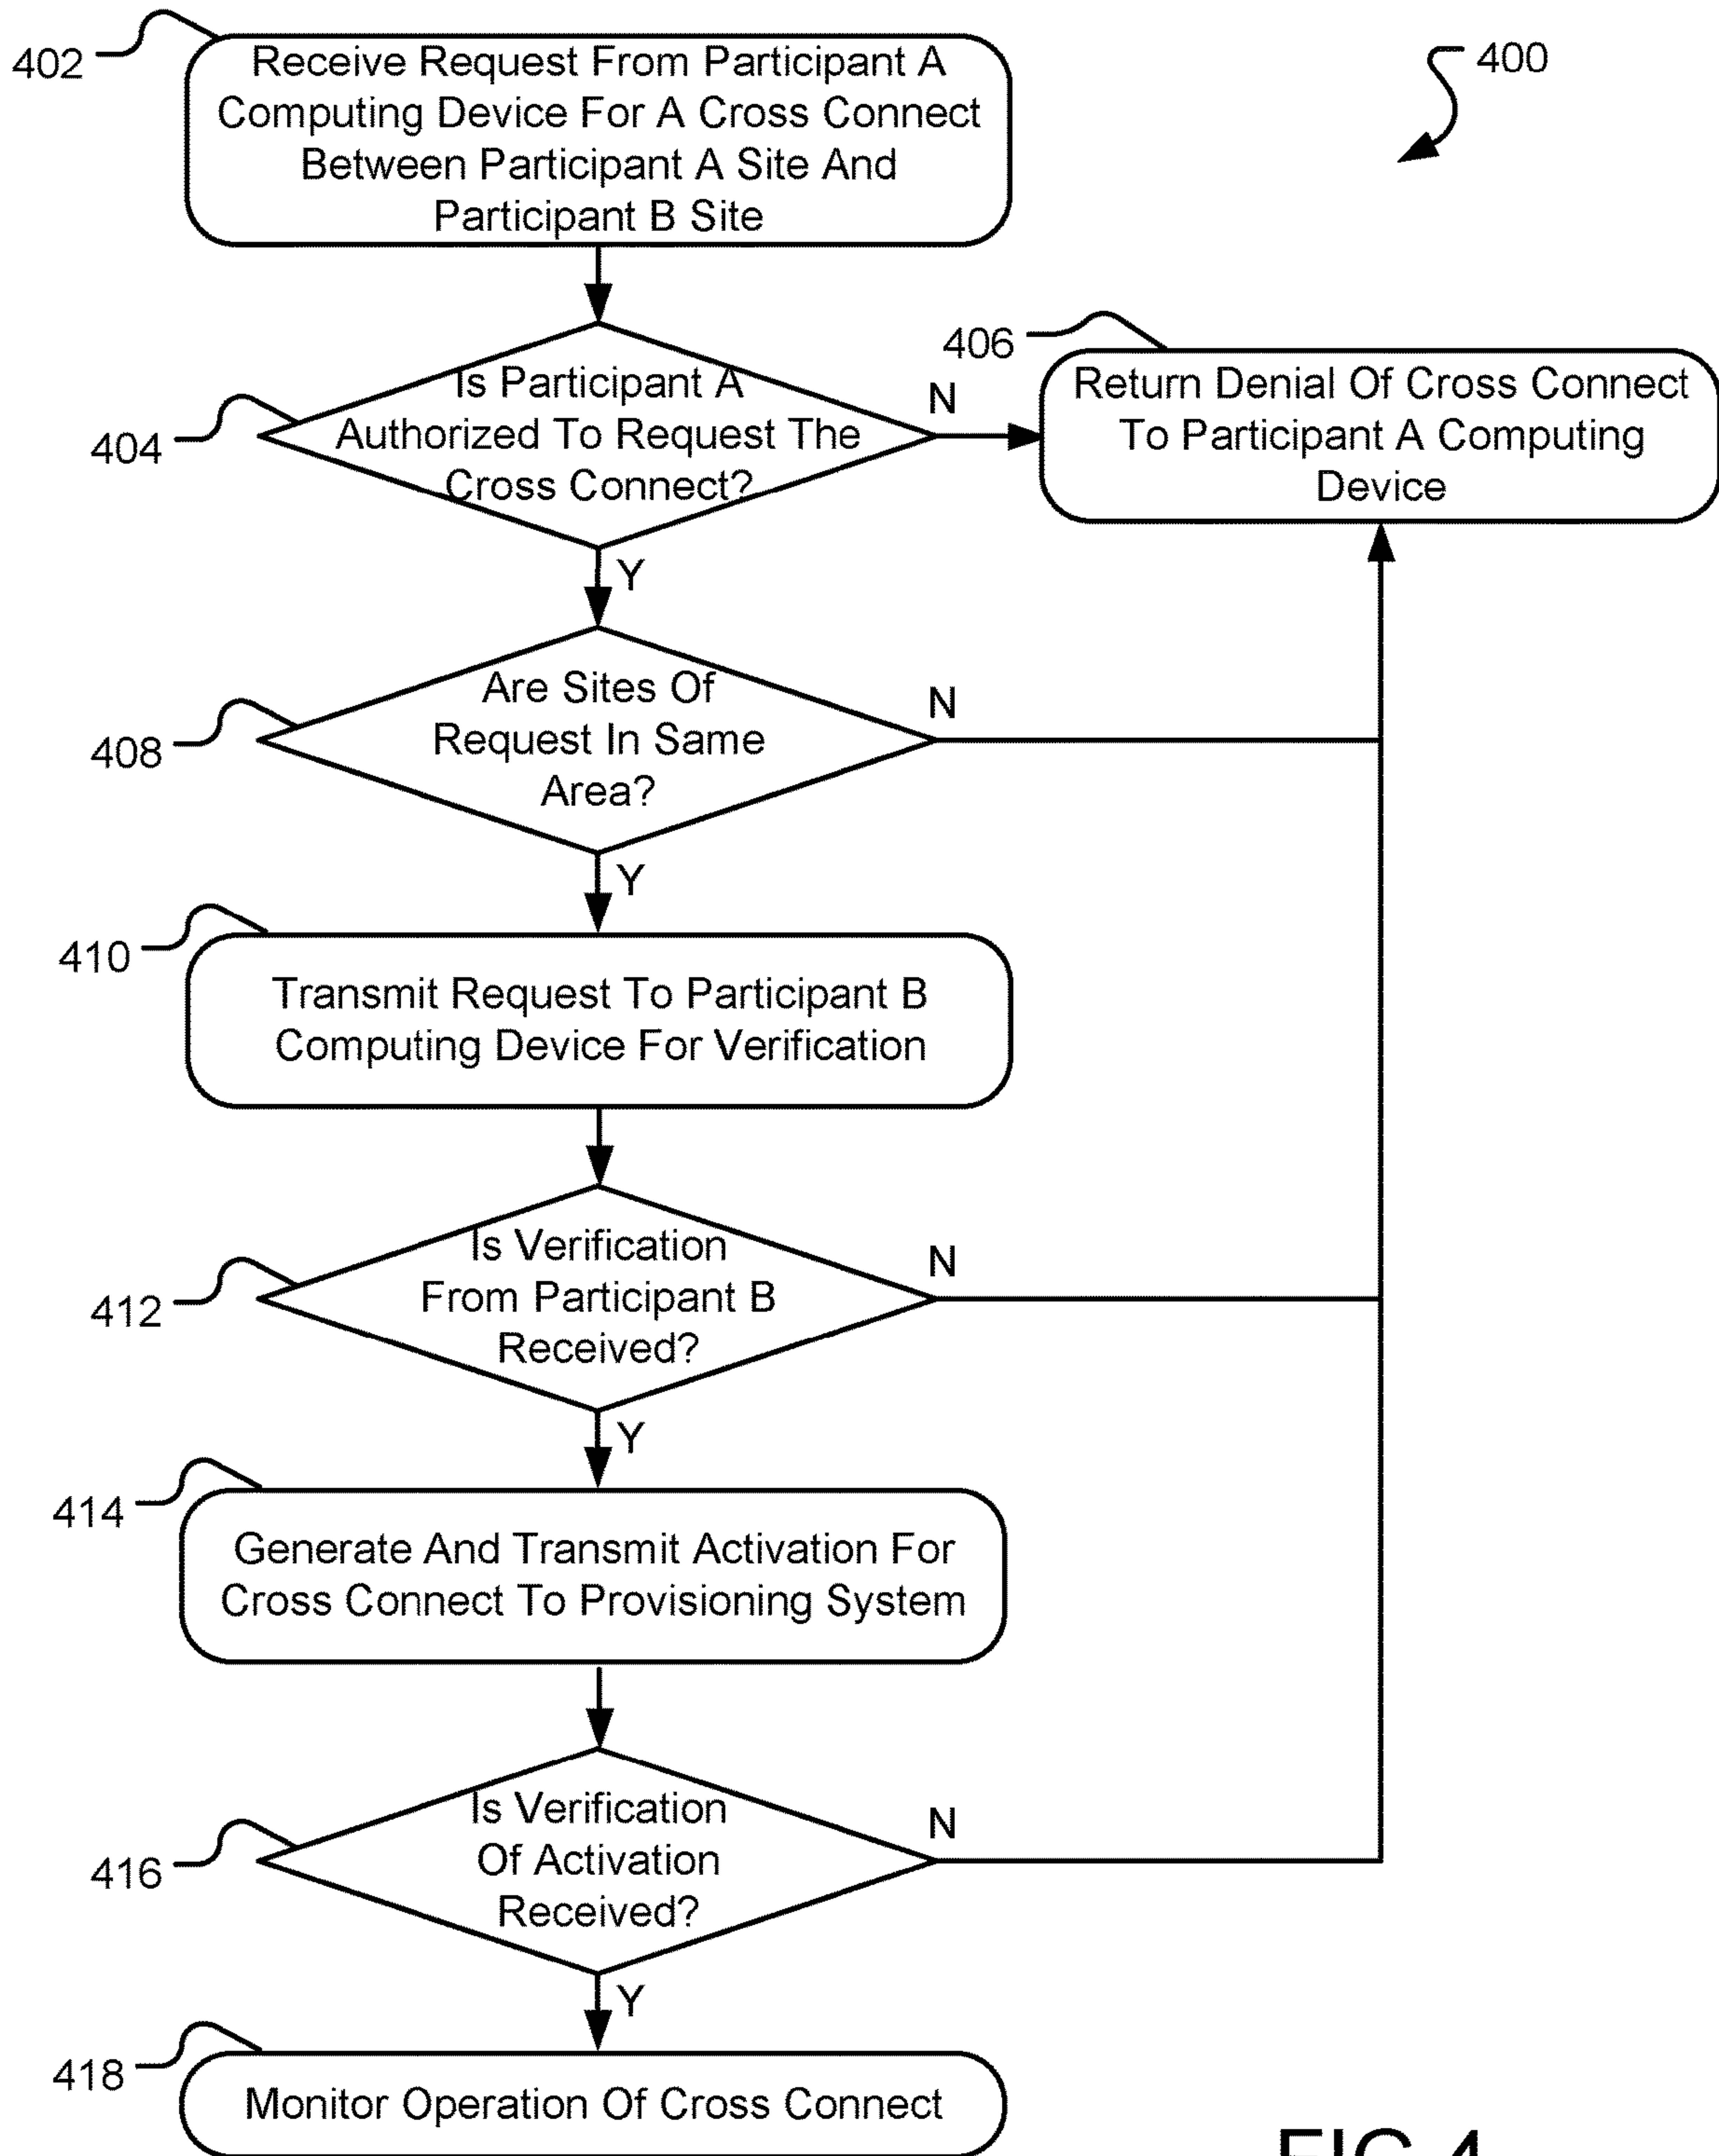 402
Receive Request From Participant A
Computing Device For A Cross Connect
Between Participant A Site And
Participant B Site
400
404
Is Participant A
Authorized To Request The
Cross Connect?
N
Y
406
Return Denial Of Cross Connect
To Participant A Computing
Device
408
Are Sites Of
Request In Same
Area?
N
Y
410
Transmit Request To Participant B
Computing Device For Verification
412
Is Verification
From Participant B
Received?
N
Y
414
Generate And Transmit Activation For
Cross Connect To Provisioning System
416
Is Verification
Of Activation
Received?
N
Y
418
Monitor Operation Of Cross Connect
FIG.4